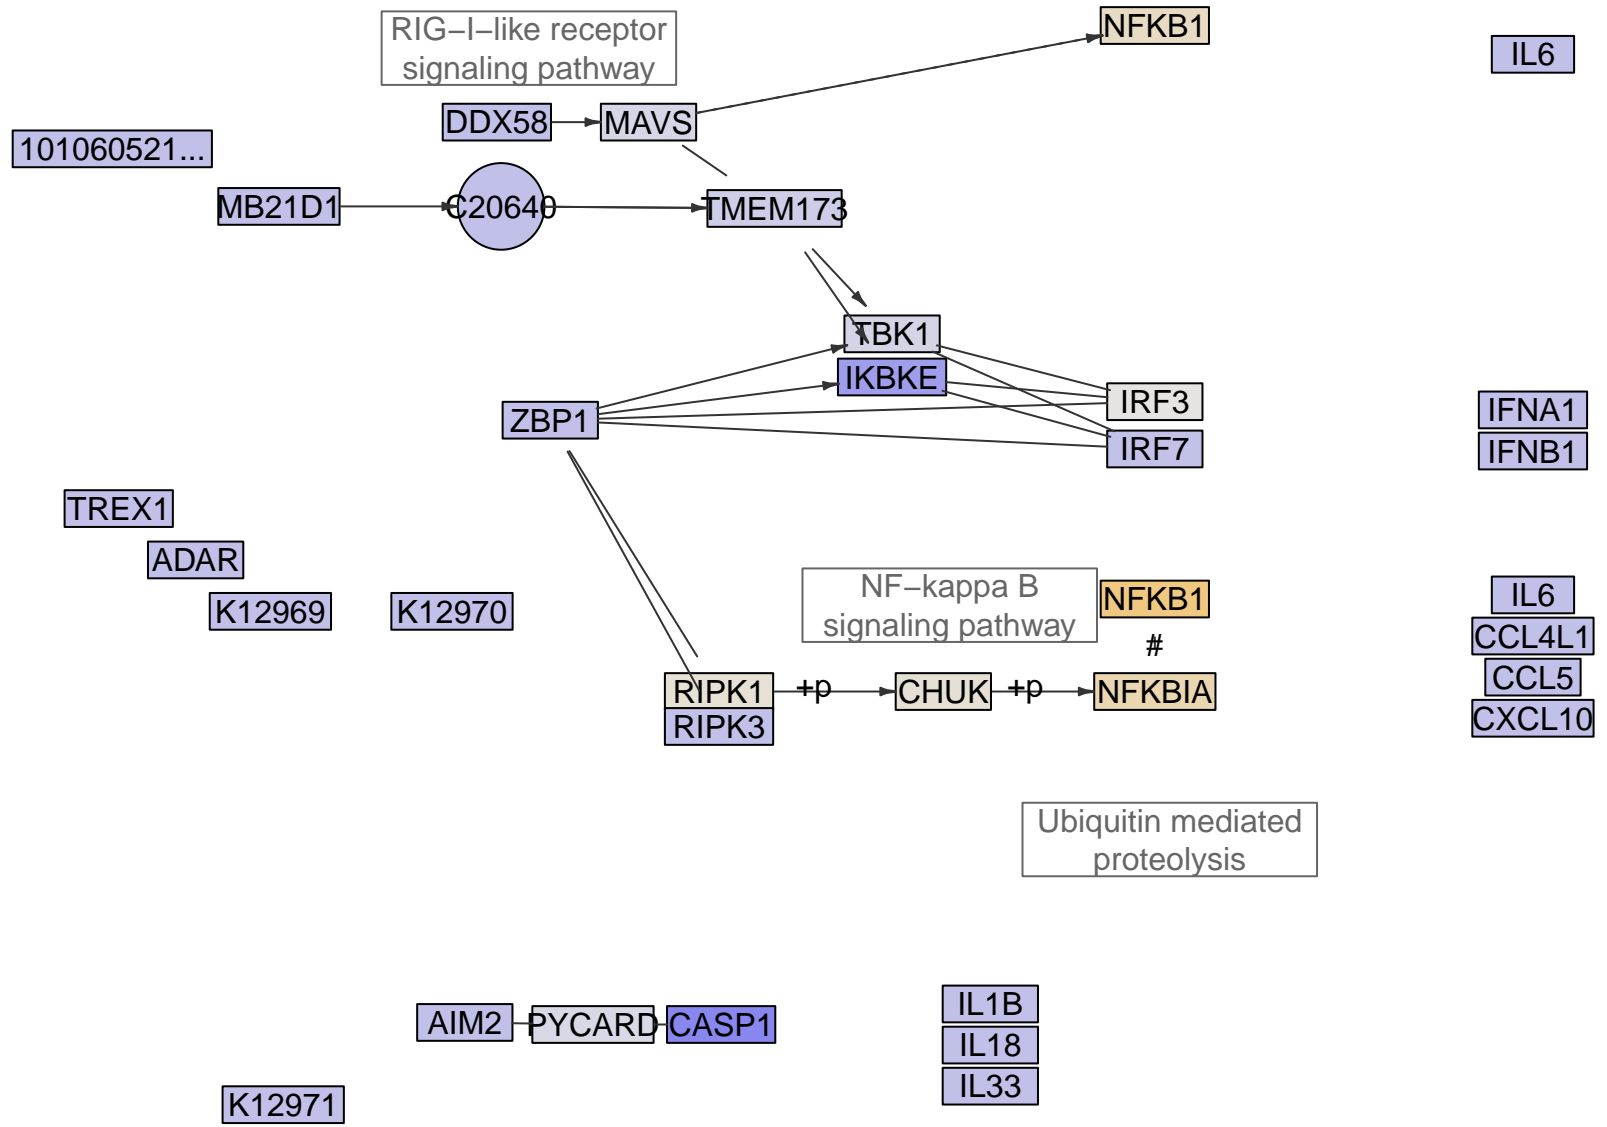 RIG−I−like receptor
signaling pathway
NFKB1
IL6
DDX58
MAVS
101060521...
MB21D1
C20640
TMEM173
TBK1
IKBKE
ZBP1
IRF3
IRF7
IFNA1
IFNB1
TREX1
ADAR
K12969
K12970
NF−kappa B
signaling pathway
NFKB1
#
IL6
CCL4L1
CCL5
CXCL10
RIPK1
+p
CHUK
+p
NFKBIA
RIPK3
Ubiquitin mediated
proteolysis
AIM2
PYCARD
CASP1
IL1B
IL18
IL33
K12971